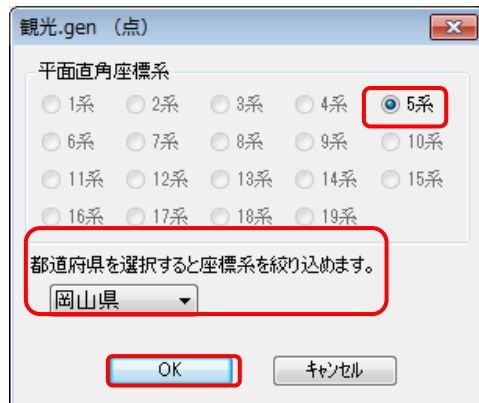 観光.gen （点）
平面直角座標系
1系 2系 3系 4系 5系
6系 7系 8系 9系 10系
11系 12系 13系 14系 15系
16系 17系 18系 19系
都道府県を選択すると座標系を絞り込めます。
岡山県
OK キャンセル